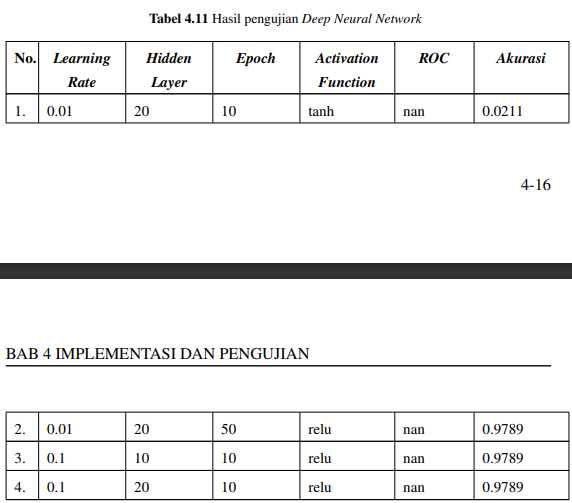 Tabel 4.11 Hasil pengujian Deep Neural Network
No. Learning Rate Hidden Layer Epoch Activation Function ROC Akurasi
1. 0.01 20 10 tanh nan 0.0211
4-16
BAB 4 IMPLEMENTASI DAN PENGUJIAN
2. 0.01 20 50 relu nan 0.9789
3. 0.1 10 10 relu nan 0.9789
4. 0.1 20 10 relu nan 0.9789